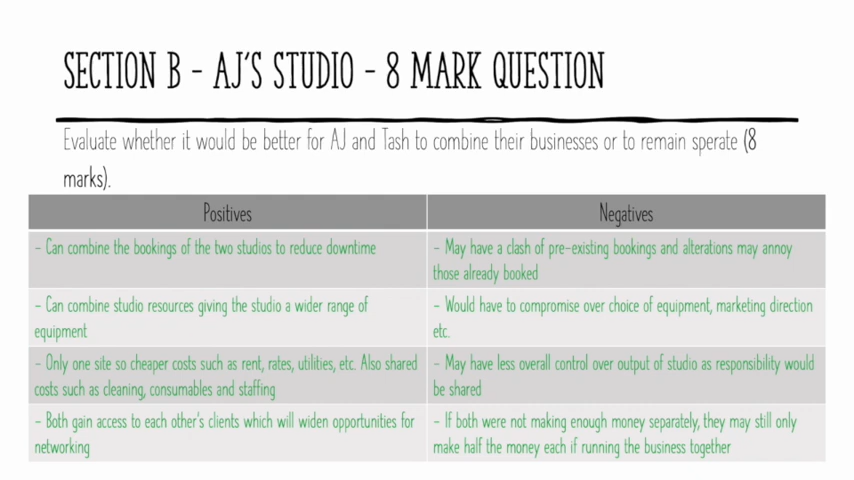 SECTION B - AJ'S STUDIO - 8 MARK QUESTION
Evaluate whether it would be better for AJ and Tash to combine their businesses or to remain sperate (8
marks).
Positives
Negatives
- Can combine the bookings of the two studios to reduce downtime
- May have a clash of pre-existing bookings and alterations may annoy
those already booked
- Can combine studio resources giving the studio a wider range of
equipment
- Would have to compromise over choice of equipment, marketing direction
etc.
- Only one site so cheaper costs such as rent, rates, utilities, etc. Also shared
costs such as cleaning, consumables and staffing
- May have less overall control over output of studio as responsibility would
be shared
- Both gain access to each other's clients which will widen opportunities for
networking
- If both were not making enough money separately, they may still only
make half the money each if running the business together